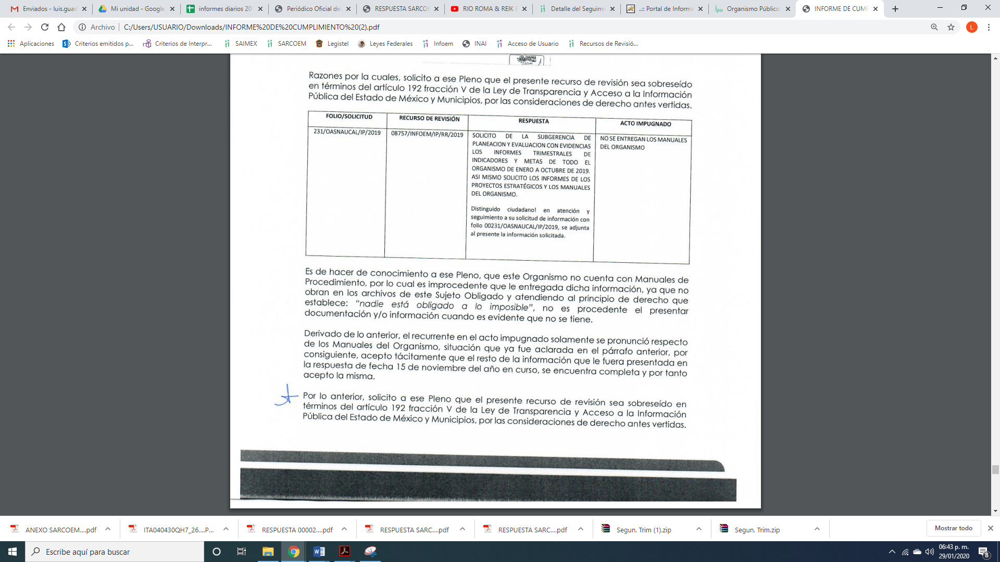 Enviados - luis.guad
Mi unidad - Google
informes diarios 20
Periódico Oficial del
RESPUESTA SARCOE
RIO ROMA & REIK E
Detalle del Seguimi
..:: Portal de Informa
Organismo Público
INFORME DE CUMP
Archivo | C:/Users/USUARIO/Downloads/INFORME%20DE%20CUMPLIMIENTO%20(2).pdf
L
Aplicaciones
Criterios emitidos p...
Criterios de Interpr...
SAIMEX
SARCOEM
Legistel
Leyes Federales
Infoem
INAI
Acceso de Usuario
Recursos de Revisió...
OAPAS
Razones por la cuales, solicito a ese Pleno que el presente recurso de revisión sea sobreseído
en términos del artículo 192 fracción V de la Ley de Transparencia y Acceso a la Información
Pública del Estado de México y Municipios, por las consideraciones de derecho antes vertidas.
FOLIO/SOLICITUD
RECURSO DE REVISIÓN
RESPUESTA
ACTO IMPUGNADO
231/OASNAUCAL/IP/2019
08757/INFOEM/IP/RR/2019
SOLICITO DE LA SUBGERENCIA DE
PLANEACION Y EVALUACION CON EVIDENCIAS
LOS INFORMES TRIMESTRALES DE
INDICADORES Y METAS DE TODO EL
ORGANISMO DE ENERO A OCTUBRE DE 2019.
ASI MISMO SOLICITO LOS INFORMES DE LOS
PROYECTOS ESTRATÉGICOS Y LOS MANUALES
DEL ORGANISMO.
Distinguido ciudadano! en atención y
seguimiento a su solicitud de información con
folio 00231/OASNAUCAL/IP/2019, se adjunta
al presente la información solicitada.
NO SE ENTREGAN LOS MANUALES
DEL ORGANISMO
Es de hacer de conocimiento a ese Pleno, que este Organismo no cuenta con Manuales de
Procedimiento, por lo cual es improcedente que le entregada dicha información, ya que no
obran en los archivos de este Sujeto Obligado y atendiendo al principio de derecho que
establece: “nadie está obligado a lo imposible”, no es procedente el presentar
documentación y/o información cuando es evidente que no se tiene.
Derivado de lo anterior, el recurrente en el acto impugnado solamente se pronunció respecto
de los Manuales del Organismo, situación que ya fue aclarada en el párrafo anterior, por
consiguiente, acepto tácitamente que el resto de la información que le fuera presentada en
la respuesta de fecha 15 de noviembre del año en curso, se encuentra completa y por tanto
acepto la misma.
Por lo anterior, solicito a ese Pleno que el presente recurso de revisión sea sobreseído en
términos del artículo 192 fracción V de la Ley de Transparencia y Acceso a la Información
Pública del Estado de México y Municipios, por las consideraciones de derecho antes vertidas.
ANEXO SARCOEM....pdf
ITA040430QH7_26....P...
RESPUESTA 00002....pdf
RESPUESTA SARC....pdf
RESPUESTA SARC....pdf
Segun. Trim (1).zip
Segun. Trim.zip
Mostrar todo
Escribe aquí para buscar
06:43 p. m.
29/01/2020
8